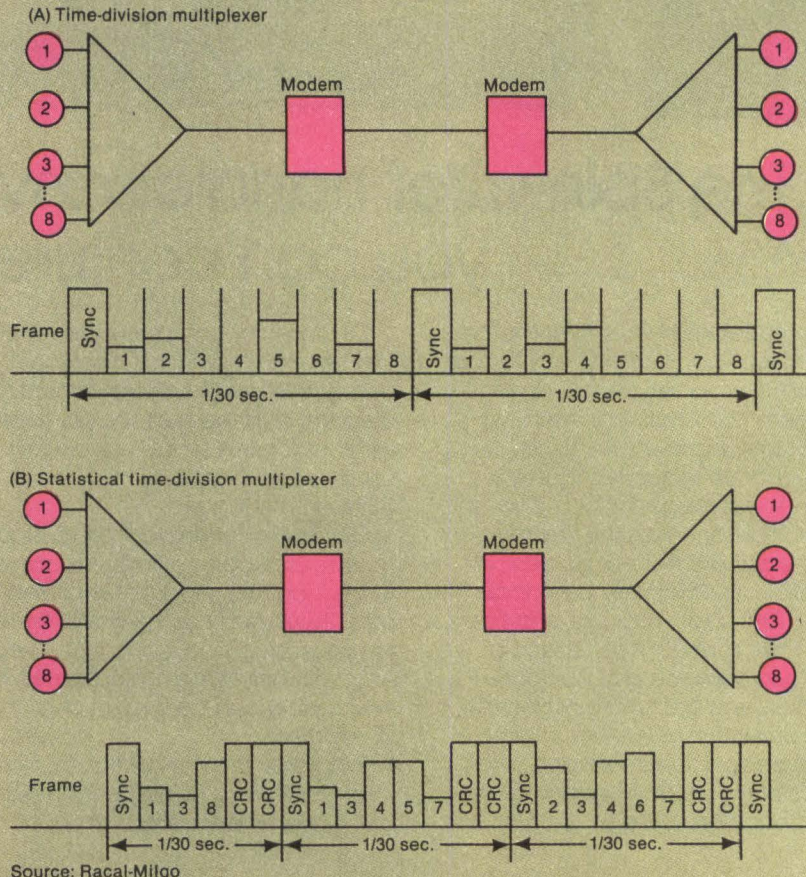 (A) Time-division multiplexer
1
1
Modem
Modem
2
2
3
3
8
8
Frame
Sync
1
2
3
4
5
6
7
8
Sync
1
2
3
4
5
6
7
8
Sync
1/30 sec.
1/30 sec.
(B) Statistical time-division multiplexer
1
1
Modem
Modem
2
2
3
3
8
8
Frame
Sync
1
3
8
CRC
CRC
Sync
1
3
4
5
7
CRC
CRC
Sync
2
3
4
6
7
CRC
CRC
Sync
1/30 sec.
1/30 sec.
1/30 sec.
Source: Racal-Milgo